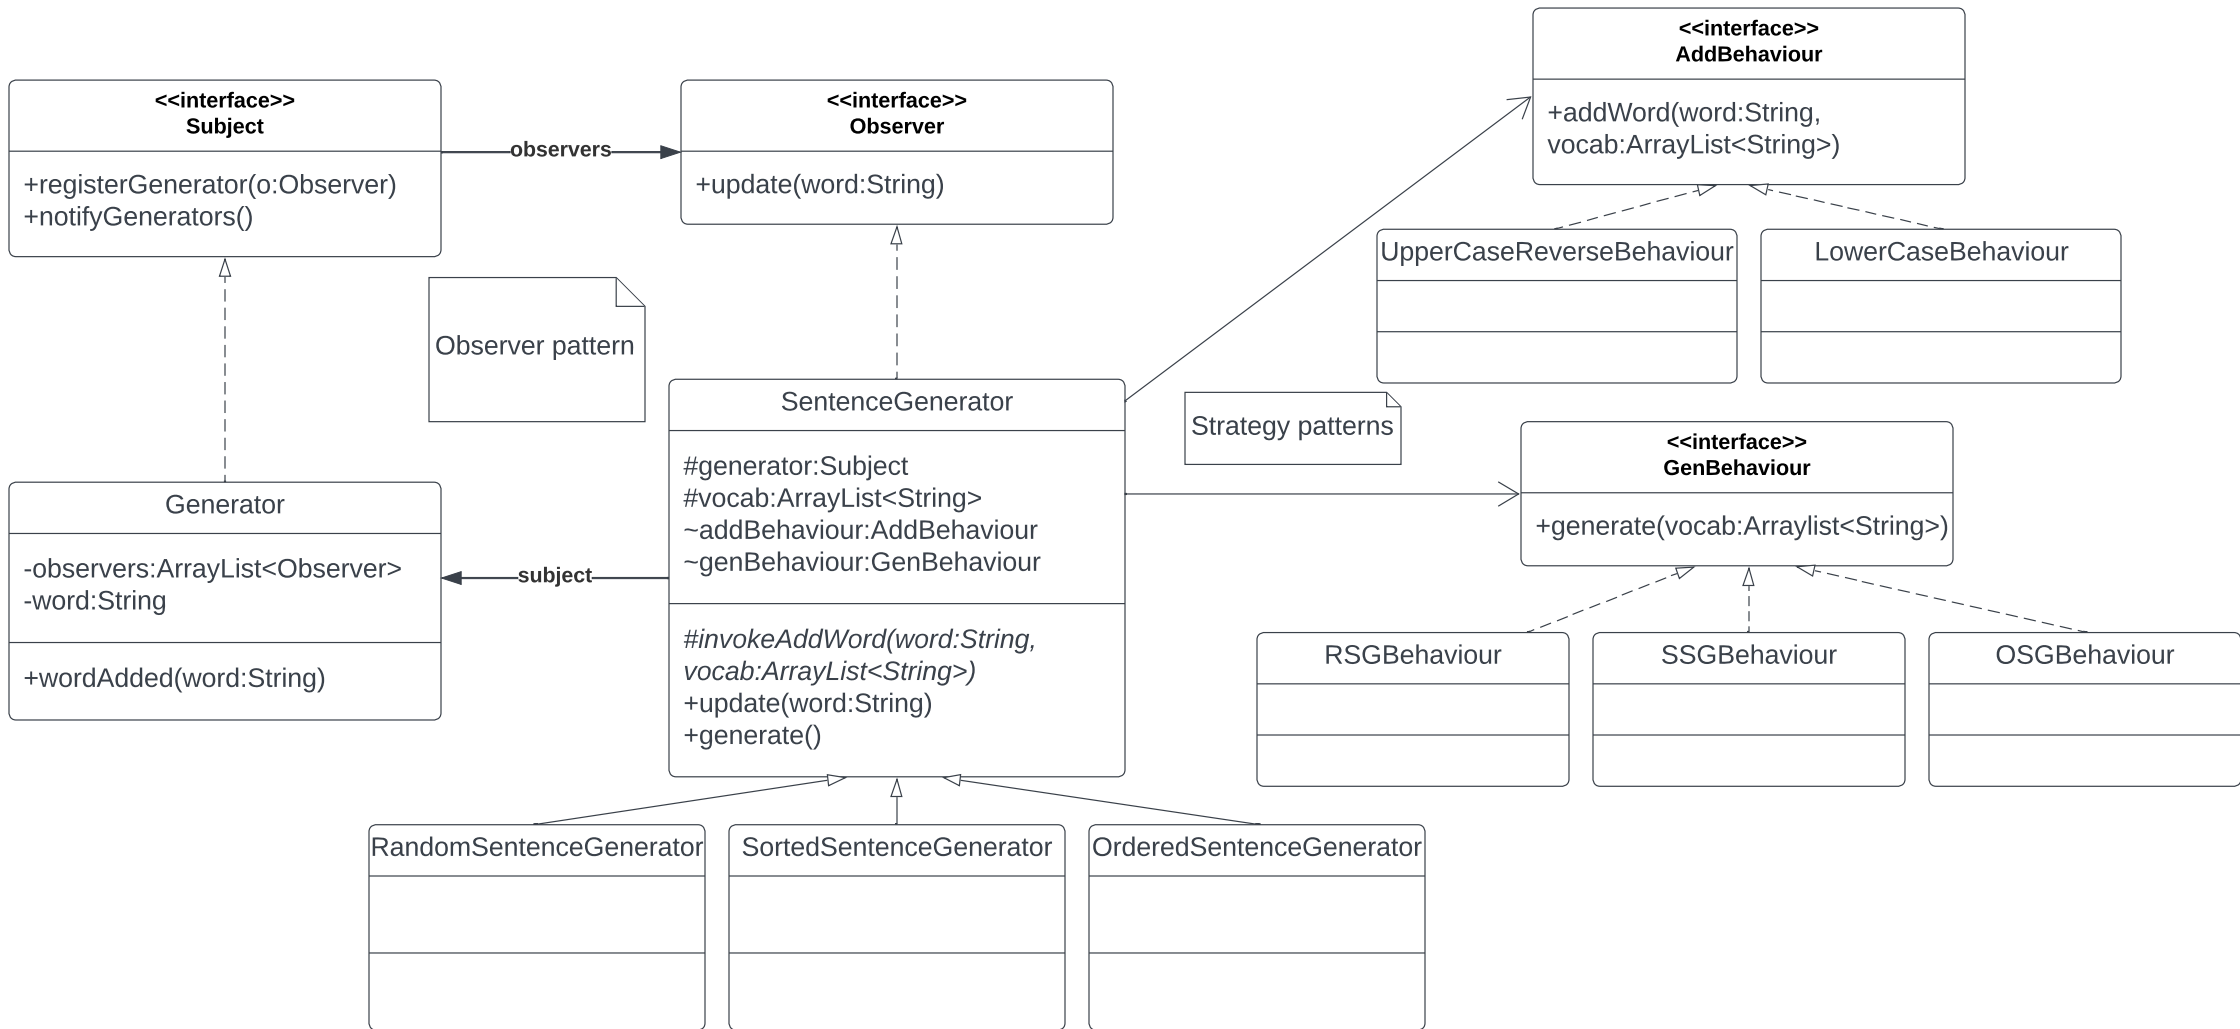 <<interface>>
Subject
+registerGenerator(o:Observer)
+notifyGenerators()
observers
<<interface>>
Observer
+update(word:String)
<<interface>>
AddBehaviour
+addWord(word:String,
vocab:ArrayList<String>)
UpperCaseReverseBehaviour
LowerCaseBehaviour
Observer pattern
Strategy patterns
Generator
-observers:ArrayList<Observer>
-word:String
+wordAdded(word:String)
subject
SentenceGenerator
#generator:Subject
#vocab:ArrayList<String>
~addBehaviour:AddBehaviour
~genBehaviour:GenBehaviour
#invokeAddWord(word:String,
vocab:ArrayList<String>)
+update(word:String)
+generate()
<<interface>>
GenBehaviour
+generate(vocab:Arraylist<String>)
RSGBehaviour
SSGBehaviour
OSGBehaviour
RandomSentenceGenerator
SortedSentenceGenerator
OrderedSentenceGenerator